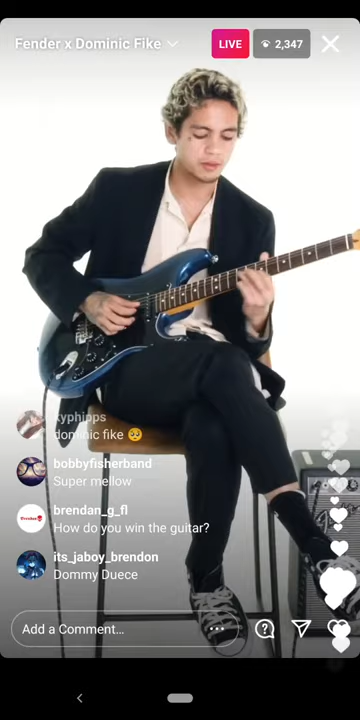 Fender x Dominic Fike
LIVE
2,347
kyphipps
dominic fike 🥺
bobbyfisherband
Super mellow
brendan_g_fl
How do you win the guitar?
its_jaboy_brendon
Dommy Duece
Add a Comment...